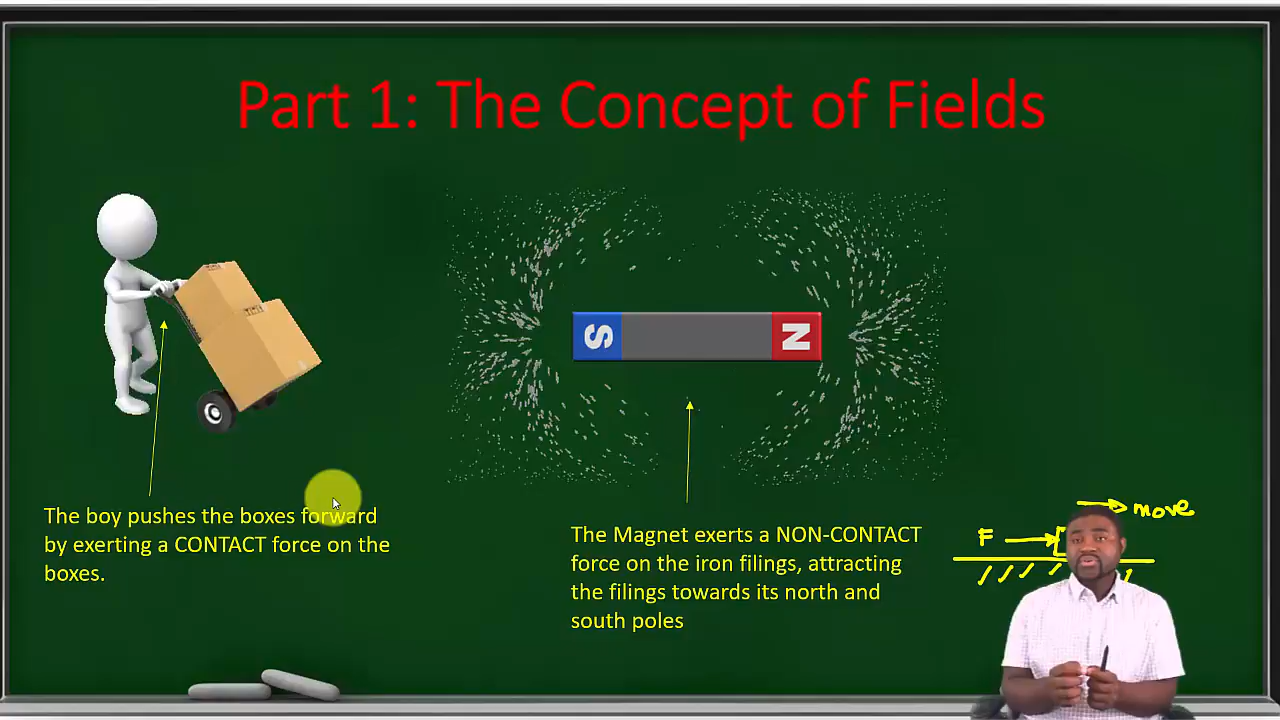 Part 1: The Concept of Fields
S
N
The boy pushes the boxes forward
by exerting a CONTACT force on the
boxes.
The Magnet exerts a NON-CONTACT
force on the iron filings, attracting
the filings towards its north and
south poles
move
F